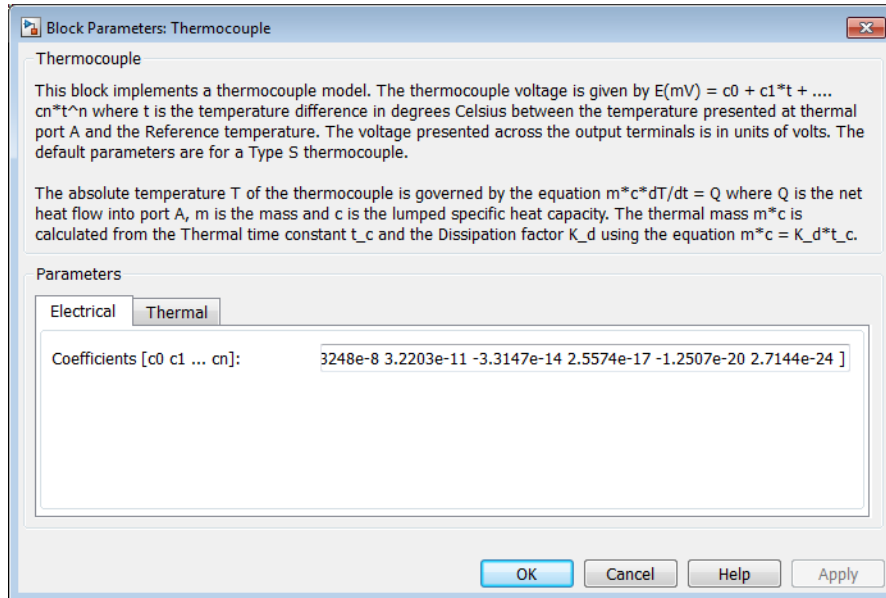 Block Parameters: Thermocouple
Thermocouple
This block implements a thermocouple model. The thermocouple voltage is given by E(mV) = c0 + c1*t + ....
cn*t^n where t is the temperature difference in degrees Celsius between the temperature presented at thermal
port A and the Reference temperature. The voltage presented across the output terminals is in units of volts. The
default parameters are for a Type S thermocouple.
The absolute temperature T of the thermocouple is governed by the equation m*c*dT/dt = Q where Q is the net
heat flow into port A, m is the mass and c is the lumped specific heat capacity. The thermal mass m*c is
calculated from the Thermal time constant t_c and the Dissipation factor K_d using the equation m*c = K_d*t_c.
Parameters
Electrical Thermal
Coefficients [c0 c1 ... cn]: 3248e-8 3.2203e-11 -3.3147e-14 2.5574e-17 -1.2507e-20 2.7144e-24 ]
OK Cancel Help Apply